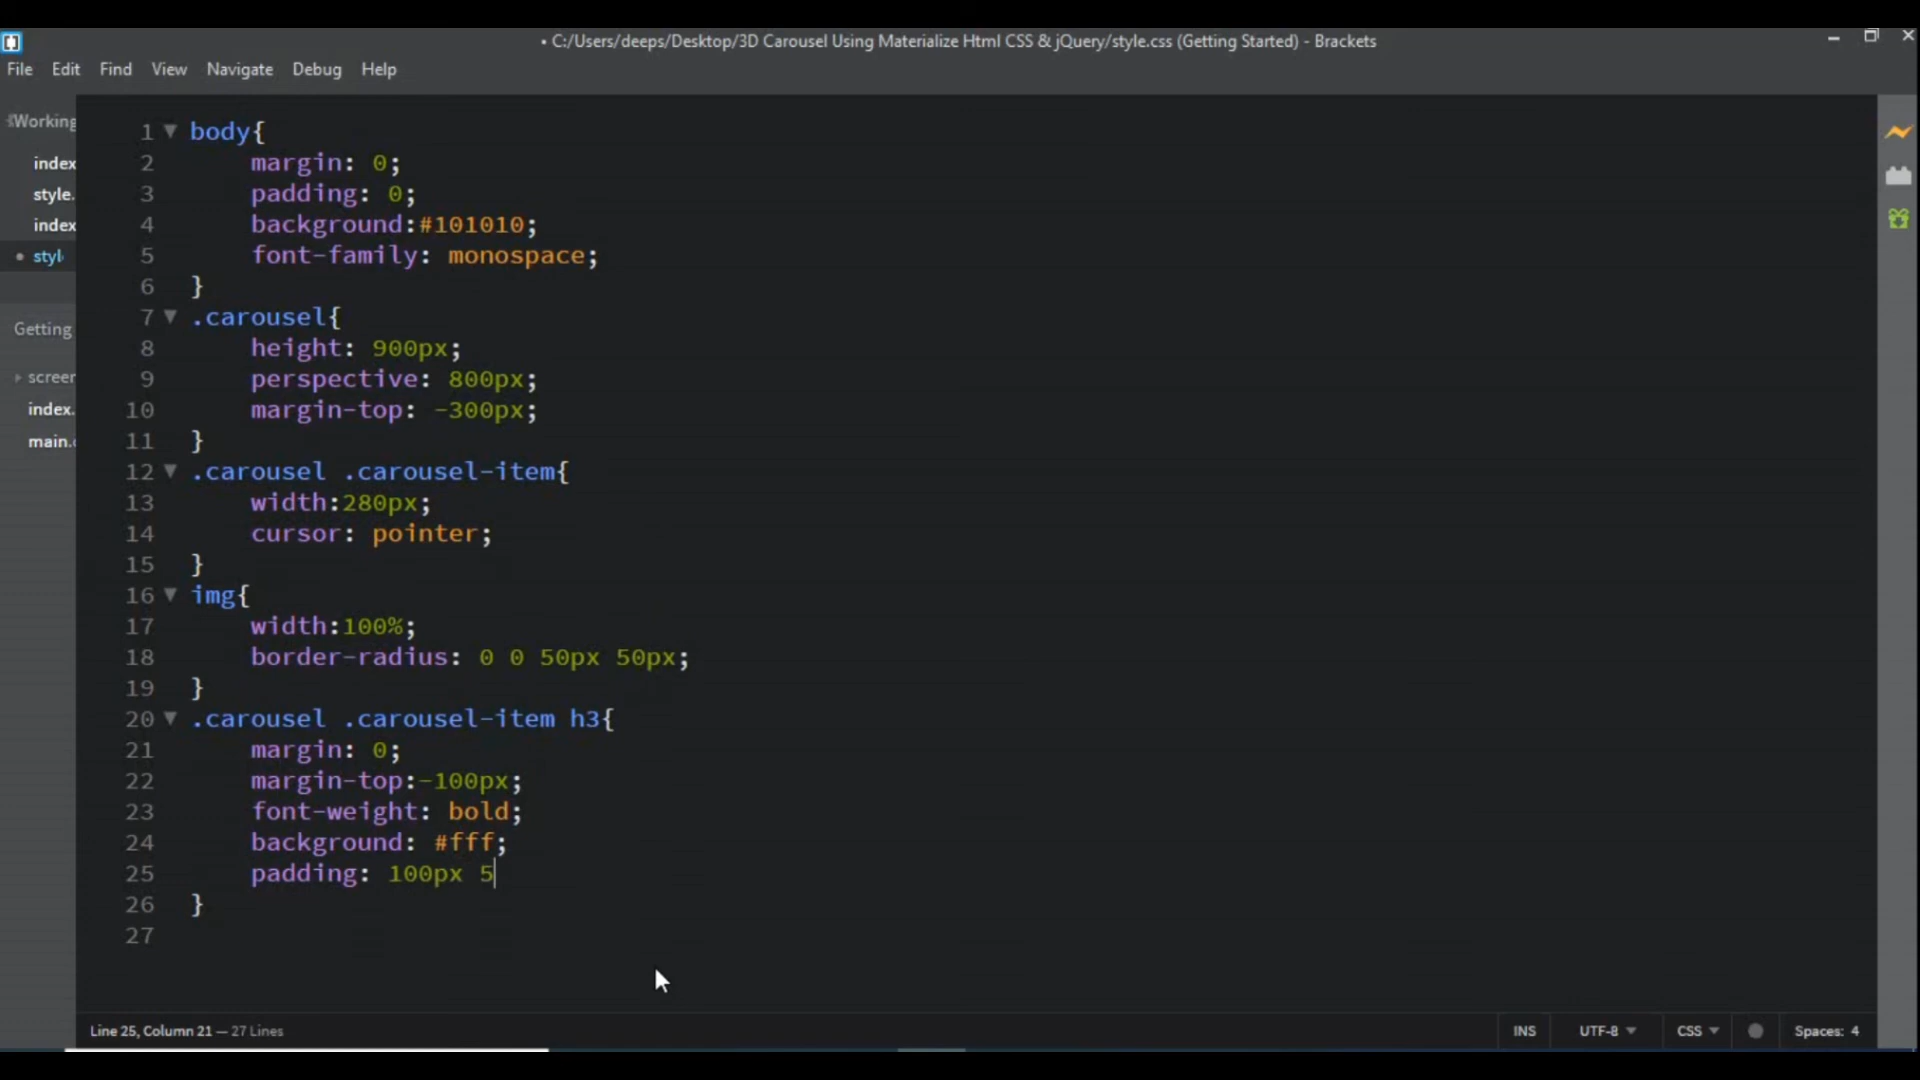 • C:/Users/deeps/Desktop/3D Carousel Using Materialize Html CSS & jQuery/style.css (Getting Started) - Brackets
File Edit Find View Navigate Debug Help
Working
index
style.
index
styl
Getting
screen
index.
main.
1 body{
2 margin: 0;
3 padding: 0;
4 background:#101010;
5 font-family: monospace;
6 }
7 .carousel{
8 height: 900px;
9 perspective: 800px;
10 margin-top: -300px;
11 }
12 .carousel .carousel-item{
13 width:280px;
14 cursor: pointer;
15 }
16 img{
17 width:100%;
18 border-radius: 0 0 50px 50px;
19 }
20 .carousel .carousel-item h3{
21 margin: 0;
22 margin-top:-100px;
23 font-weight: bold;
24 background: #fff;
25 padding: 100px 5
26 }
27
Line 25, Column 21 — 27 Lines
INS UTF-8 CSS Spaces: 4